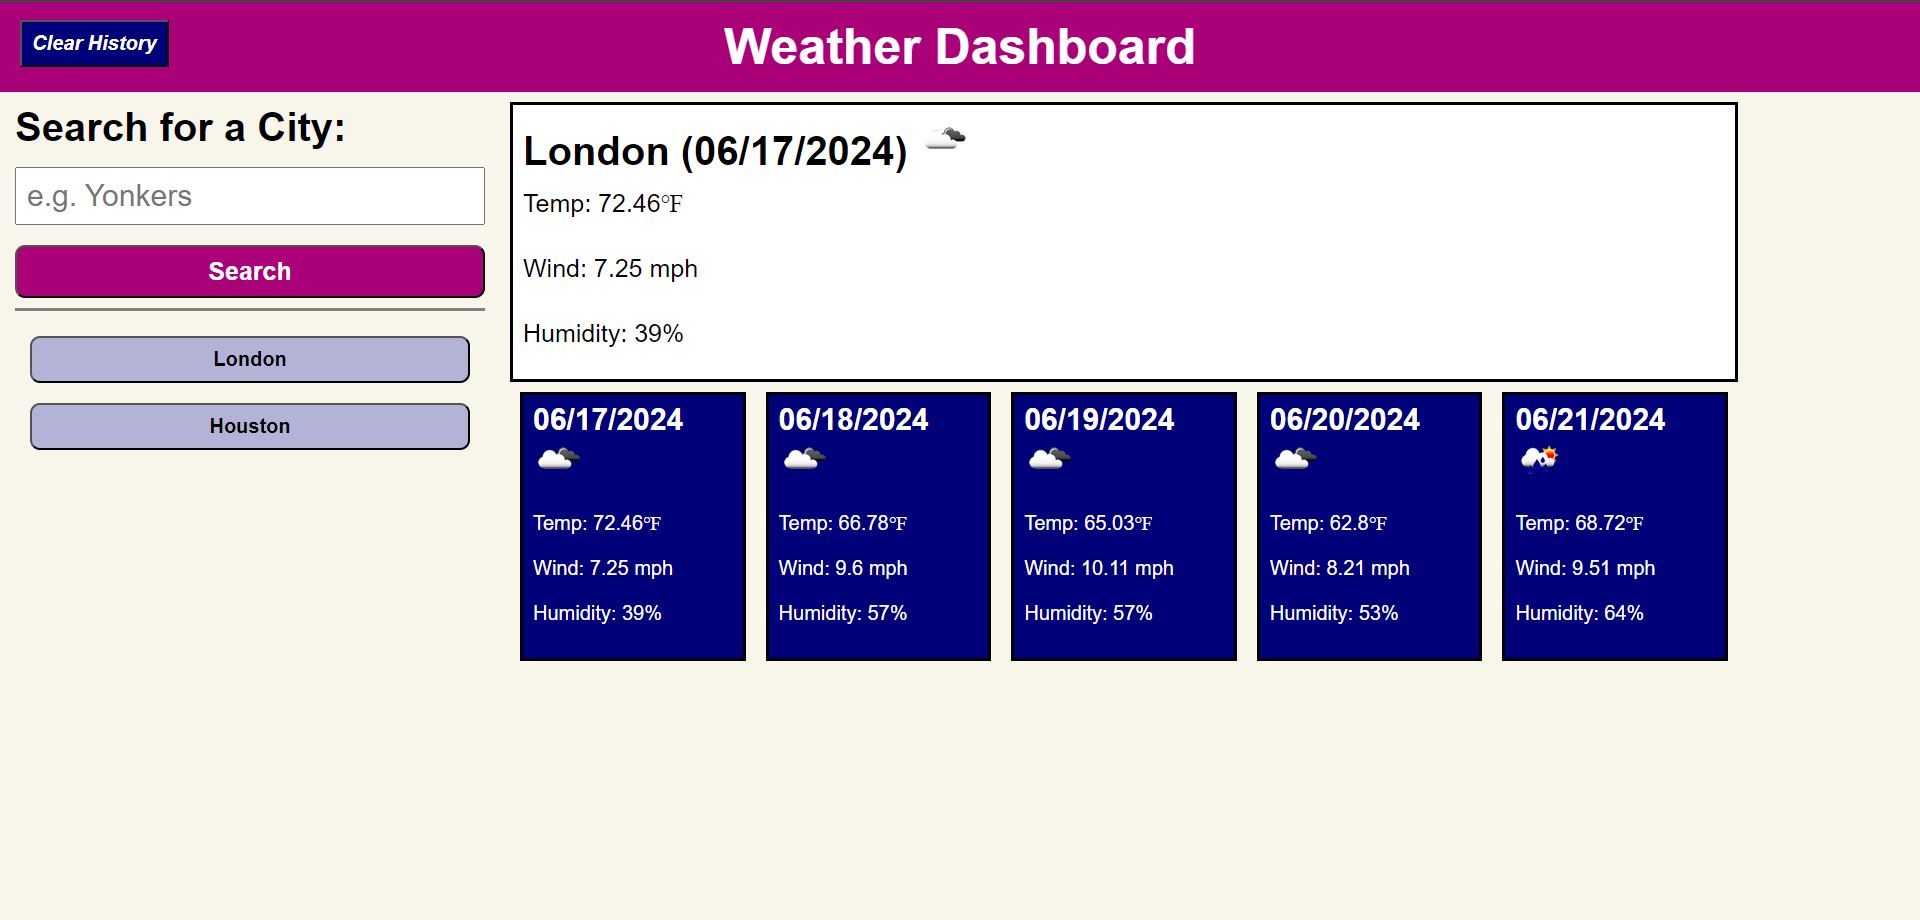 Clear History
Weather Dashboard
Search for a City:
e.g. Yonkers
Search
London
Houston
London (06/17/2024)
Temp: 72.46℉
Wind: 7.25 mph
Humidity: 39%
06/17/2024
Temp: 72.46℉
Wind: 7.25 mph
Humidity: 39%
06/18/2024
Temp: 66.78℉
Wind: 9.6 mph
Humidity: 57%
06/19/2024
Temp: 65.03℉
Wind: 10.11 mph
Humidity: 57%
06/20/2024
Temp: 62.8℉
Wind: 8.21 mph
Humidity: 53%
06/21/2024
Temp: 68.72℉
Wind: 9.51 mph
Humidity: 64%